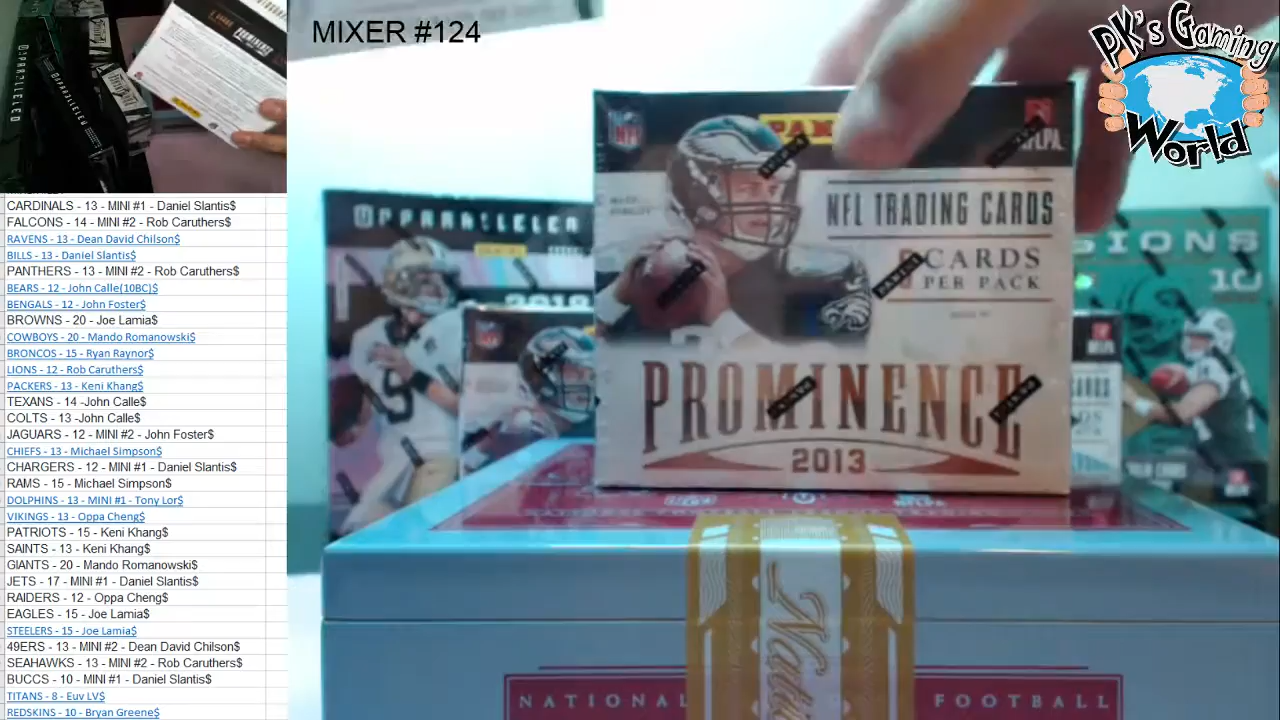 MIXER #124
PK's Gaming
World
UNPARALLELED
UNPARALLELED
CARDINALS - 13 - MINI #1 - Daniel Slantis$
FALCONS - 14 - MINI #2 - Rob Caruthers$
RAVENS - 13 - Dean David Chilson$
BILLS - 13 - Daniel Slantis$
PANTHERS - 13 - MINI #2 - Rob Caruthers$
BEARS - 12 - John Calle(10BC)$
BENGALS - 12 - John Foster$
BROWNS - 20 - Joe Lamia$
COWBOYS - 20 - Mando Romanowski$
BRONCOS - 15 - Ryan Raynor$
LIONS - 12 - Rob Caruthers$
PACKERS - 13 - Keni Khang$
TEXANS - 14 -John Calle$
COLTS - 13 -John Calle$
JAGUARS - 12 - MINI #2 - John Foster$
CHIEFS - 13 - Michael Simpson$
CHARGERS - 12 - MINI #1 - Daniel Slantis$
RAMS - 15 - Michael Simpson$
DOLPHINS - 13 - MINI #1 - Tony Lor$
VIKINGS - 13 - Oppa Cheng$
PATRIOTS - 15 - Keni Khang$
SAINTS - 13 - Keni Khang$
GIANTS - 20 - Mando Romanowski$
JETS - 17 - MINI #1 - Daniel Slantis$
RAIDERS - 12 - Oppa Cheng$
EAGLES - 15 - Joe Lamia$
STEELERS - 15 - Joe Lamia$
49ERS - 13 - MINI #2 - Dean David Chilson$
SEAHAWKS - 13 - MINI #2 - Rob Caruthers$
BUCCS - 10 - MINI #1 - Daniel Slantis$
TITANS - 8 - Euv LV$
REDSKINS - 10 - Bryan Greene$
NFL
NFL TRADING CARDS
CARDS
PER PACK
PROMINENCE
2013
UNPARALLELED
2018
SIONS
10
NATIONAL
FOOTBALL